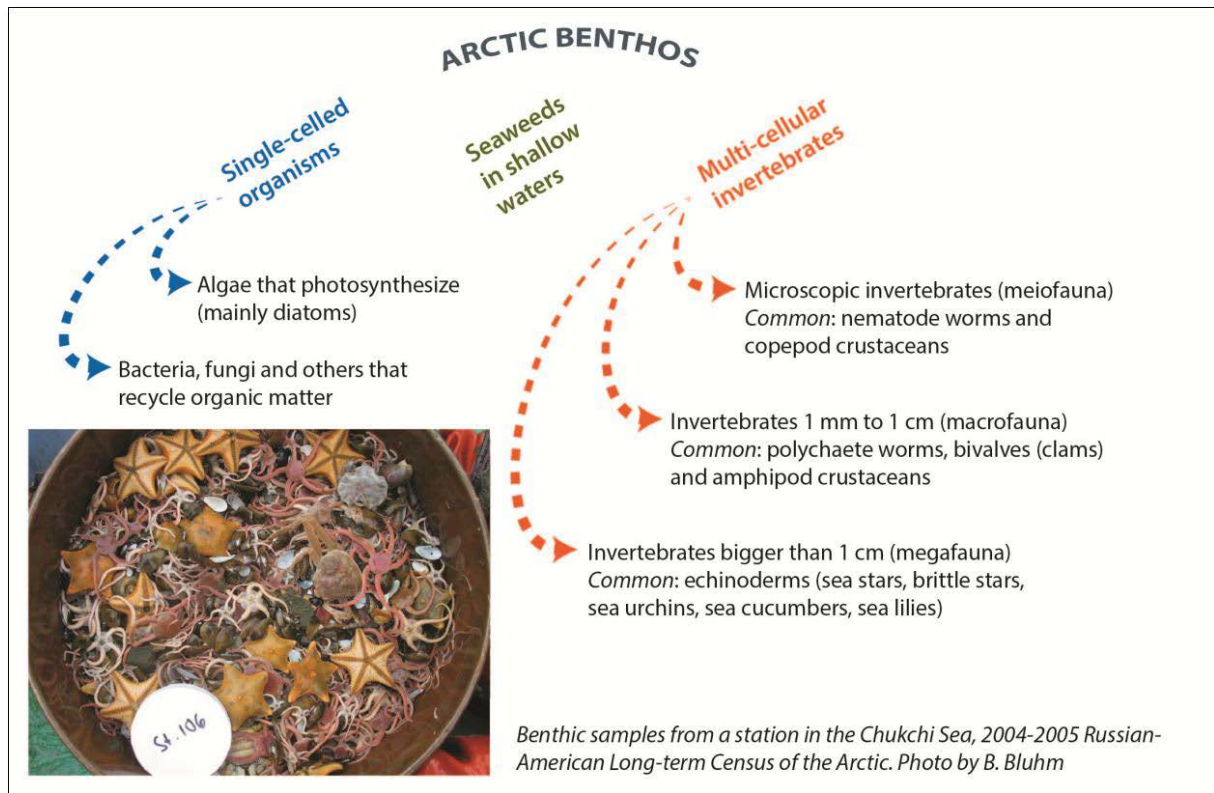 ARCTIC BENTHOS
Single-celled
organisms
Algae that photosynthesize
(mainly diatoms)
Bacteria, fungi and others that
recycle organic matter
Seaweeds
in shallow
waters
Multi-cellular
invertebrates
Microscopic invertebrates (meiofauna)
Common: nematode worms and
copepod crustaceans
Invertebrates 1 mm to 1 cm (macrofauna)
Common: polychaete worms, bivalves (clams)
and amphipod crustaceans
Invertebrates bigger than 1 cm (megafauna)
Common: echinoderms (sea stars, brittle stars,
sea urchins, sea cucumbers, sea lilies)
St.106
Benthic samples from a station in the Chukchi Sea, 2004-2005 Russian-
American Long-term Census of the Arctic. Photo by B. Bluhm